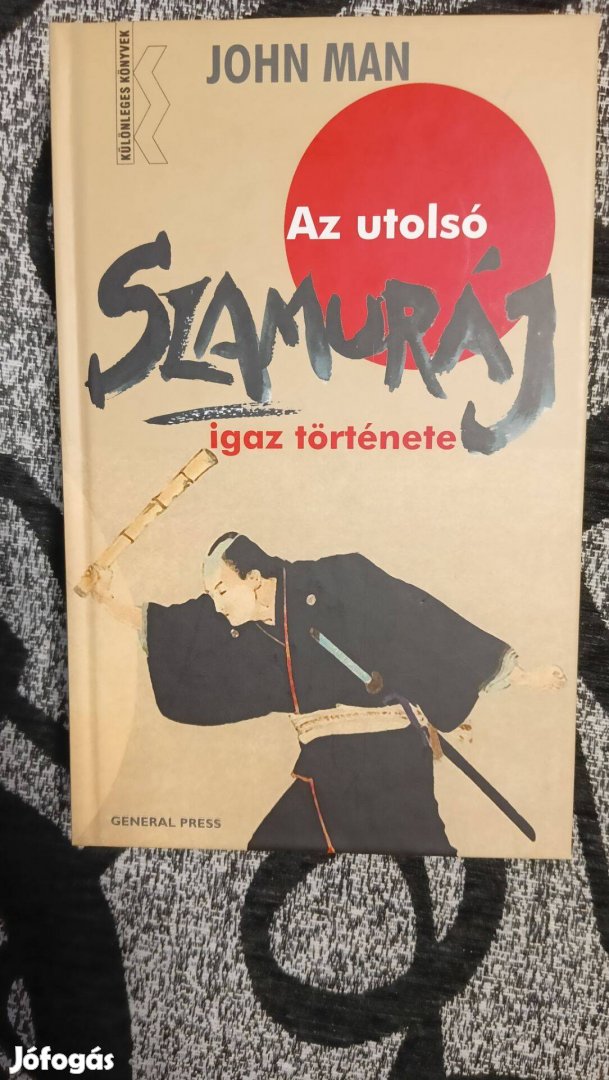 KÜLÖNLEGES KÖNYVEK
JOHN MAN
Az utolsó
SZAMURÁJ
igaz története
GENERAL PRESS
Jófogás